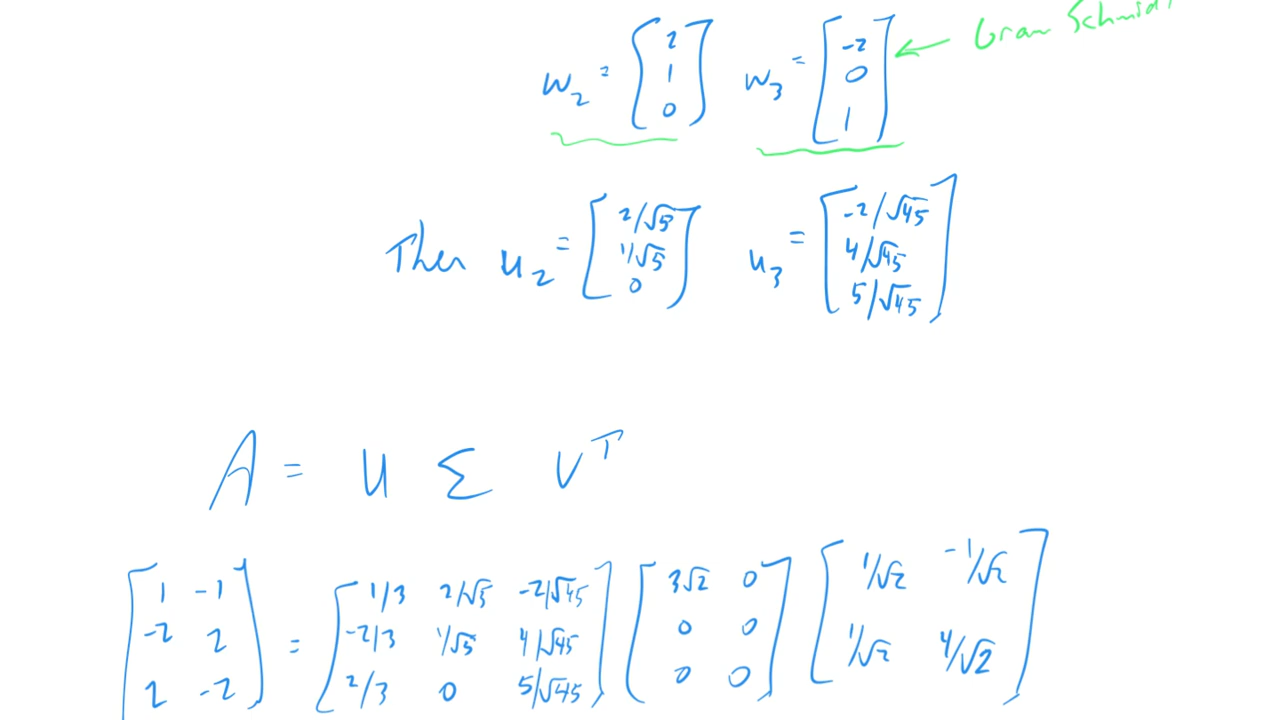 Gram Schmidt
w₂ = [2; 1; 0] w₃ = [-2; 0; 1]
Then u₂ = [2/√5; 1/√5; 0] u₃ = [-2/√45; 4/√45; 5/√45]
A = U Σ Vᵀ
[1 -1; -2 2; 2 -2] = [1/3 2/√5 -2/√45; -2/3 1/√5 4/√45; 2/3 0 5/√45] [3√2 0; 0 0; 0 0] [1/√2 -1/√2; 1/√2 1/√2]